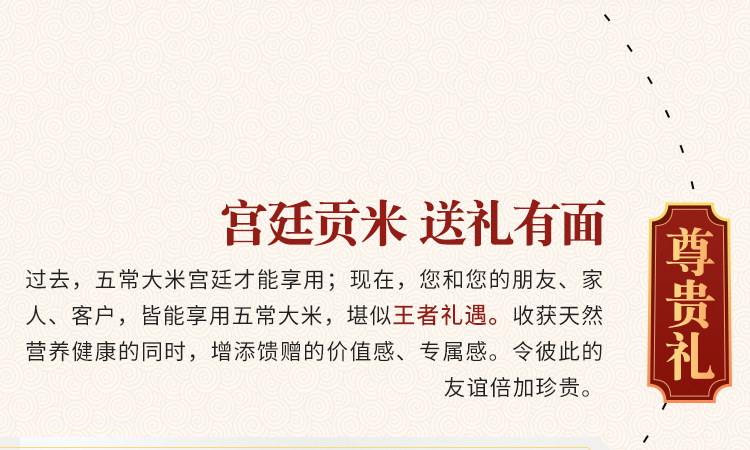 宫廷贡米 送礼有面
过去，五常大米宫廷才能享用；现在，您和您的朋友、家
人、客户，皆能享用五常大米，堪似王者礼遇。收获天然
营养健康的同时，增添馈赠的价值感、专属感。令彼此的
友谊倍加珍贵。
尊贵礼